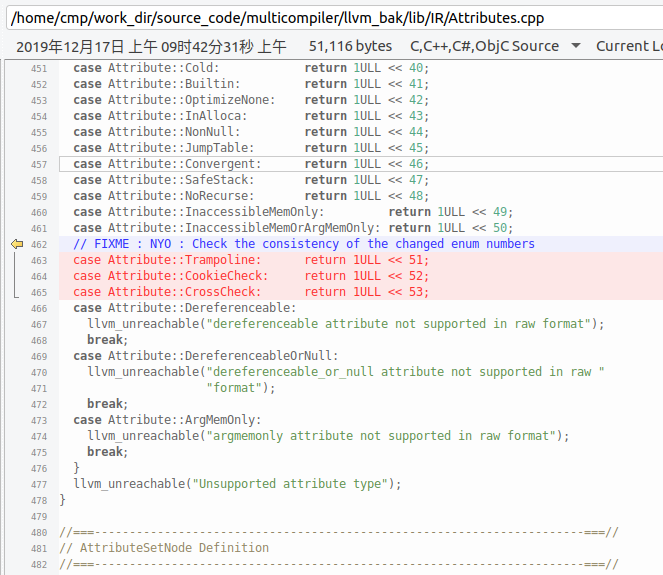 /home/cmp/work_dir/source_code/multicompiler/llvm_bak/lib/IR/Attributes.cpp
2019年12月17日 上午 09时42分31秒 上午 51,116 bytes C,C++,C#,ObjC Source Current Lo
451 case Attribute::Cold: return 1ULL << 40;
452 case Attribute::Builtin: return 1ULL << 41;
453 case Attribute::OptimizeNone: return 1ULL << 42;
454 case Attribute::InAlloca: return 1ULL << 43;
455 case Attribute::NonNull: return 1ULL << 44;
456 case Attribute::JumpTable: return 1ULL << 45;
457 case Attribute::Convergent: return 1ULL << 46;
458 case Attribute::SafeStack: return 1ULL << 47;
459 case Attribute::NoRecurse: return 1ULL << 48;
460 case Attribute::InaccessibleMemOnly: return 1ULL << 49;
461 case Attribute::InaccessibleMemOrArgMemOnly: return 1ULL << 50;
462 // FIXME : NYO : Check the consistency of the changed enum numbers
463 case Attribute::Trampoline: return 1ULL << 51;
464 case Attribute::CookieCheck: return 1ULL << 52;
465 case Attribute::CrossCheck: return 1ULL << 53;
466 case Attribute::Dereferenceable:
467 llvm_unreachable("dereferenceable attribute not supported in raw format");
468 break;
469 case Attribute::DereferenceableOrNull:
470 llvm_unreachable("dereferenceable_or_null attribute not supported in raw "
471 "format");
472 break;
473 case Attribute::ArgMemOnly:
474 llvm_unreachable("argmemonly attribute not supported in raw format");
475 break;
476 }
477 llvm_unreachable("Unsupported attribute type");
478 }
479
480 //===----------------------------------------------------------------------===//
481 // AttributeSetNode Definition
482 //===----------------------------------------------------------------------===//